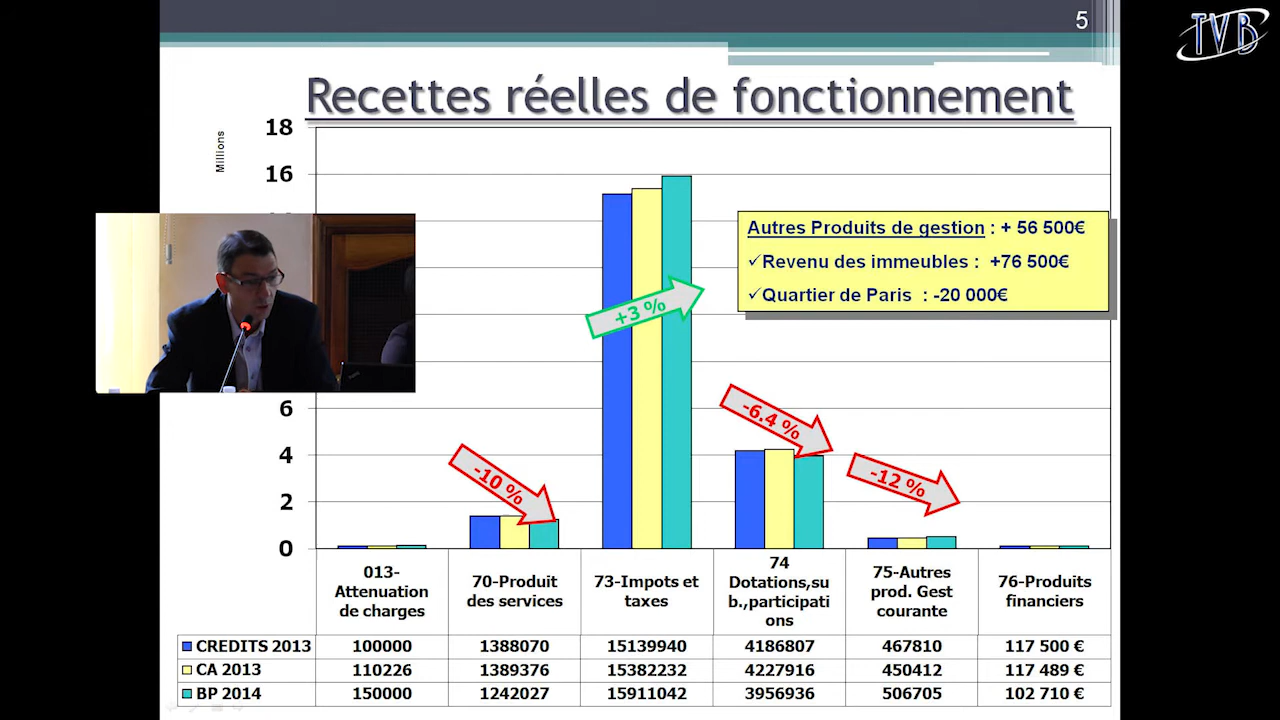 5
TVB
Recettes réelles de fonctionnement
Millions
18
16
6
4
2
0
Autres Produits de gestion : + 56 500€
✓Revenu des immeubles : +76 500€
✓Quartier de Paris : -20 000€
+3 %
-6.4 %
-10 %
-12 %
013-
Attenuation
de charges
70-Produit
des services
73-Impots et
taxes
74
Dotations,su
b.,participati
ons
75-Autres
prod. Gest
courante
76-Produits
financiers
CREDITS 2013 100000 1388070 15139940 4186807 467810 117 500 €
CA 2013 110226 1389376 15382232 4227916 450412 117 489 €
BP 2014 150000 1242027 15911042 3956936 506705 102 710 €